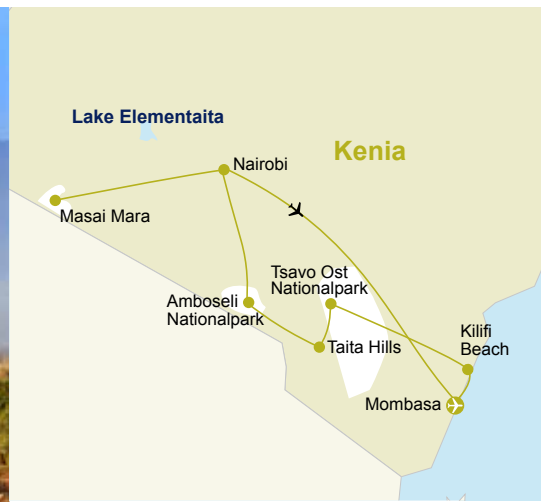 Lake Elementaita
Kenia
Nairobi
Masai Mara
Tsavo Ost
Nationalpark
Amboseli
Nationalpark
Kilifi
Beach
Taita Hills
Mombasa